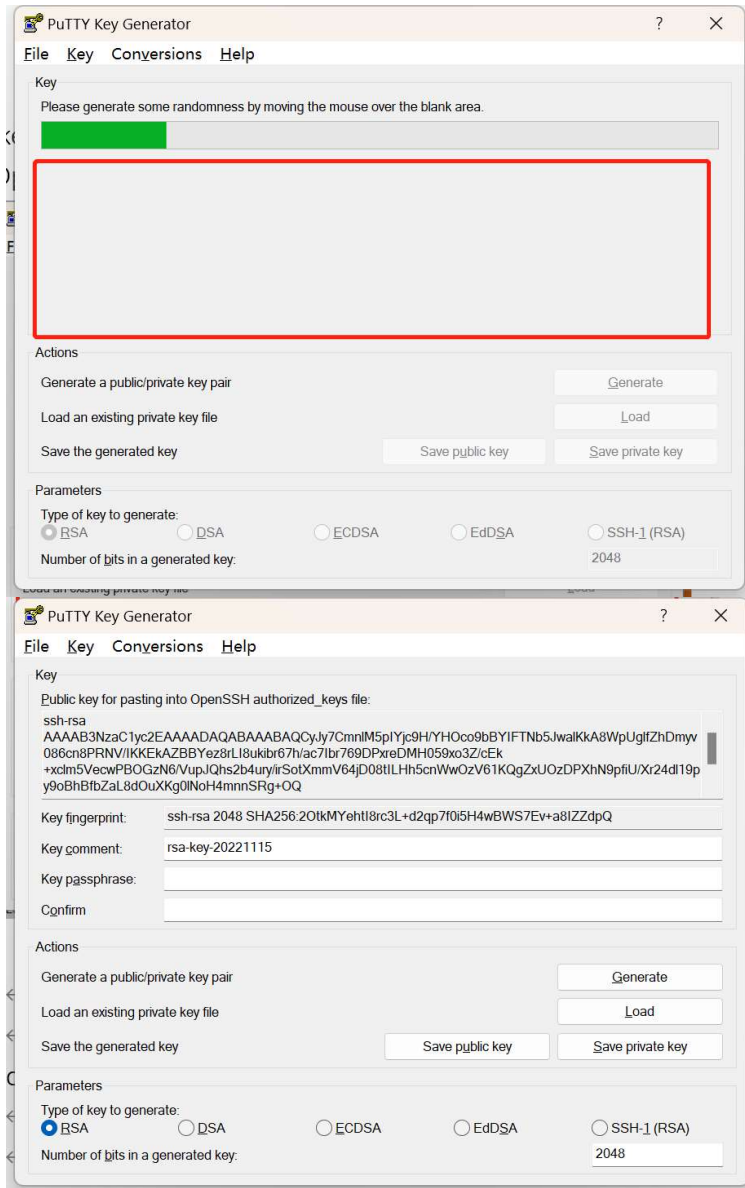 PuTTY Key Generator
? ×
File Key Conversions Help
Key
Please generate some randomness by moving the mouse over the blank area.
Actions
Generate a public/private key pair Generate
Load an existing private key file Load
Save the generated key Save public key Save private key
Parameters
Type of key to generate:
RSA DSA ECDSA EdDSA SSH-1 (RSA)
Number of bits in a generated key: 2048
Load an existing private key file Load
PuTTY Key Generator
? ×
File Key Conversions Help
Key
Public key for pasting into OpenSSH authorized_keys file:
ssh-rsa
AAAAB3NzaC1yc2EAAAADAQABAAABAQCyJy7CmnlM5pIYjc9H/YHOco9bBYIFTNb5JwalKkA8WpUglfZhDmyv
086cn8PRNV/IKKEkAZBBYez8rLI8ukibr67h/ac7Ibr769DPxreDMH059xo3Z/cEk
+xclm5VecwPBOGzN6/VupJQhs2b4ury/irSotXmmV64jD08tILHh5cnWwOzV61KQgZxUOzDPXhN9pfiU/Xr24dl19p
y9oBhBfbZaL8dOuXKg0lNoH4mnnSRg+OQ
Key fingerprint: ssh-rsa 2048 SHA256:2OtkMYehtI8rc3L+d2qp7f0i5H4wBWS7Ev+a8IZZdpQ
Key comment: rsa-key-20221115
Key passphrase:
Confirm
Actions
Generate a public/private key pair Generate
Load an existing private key file Load
Save the generated key Save public key Save private key
Parameters
Type of key to generate:
RSA DSA ECDSA EdDSA SSH-1 (RSA)
Number of bits in a generated key: 2048